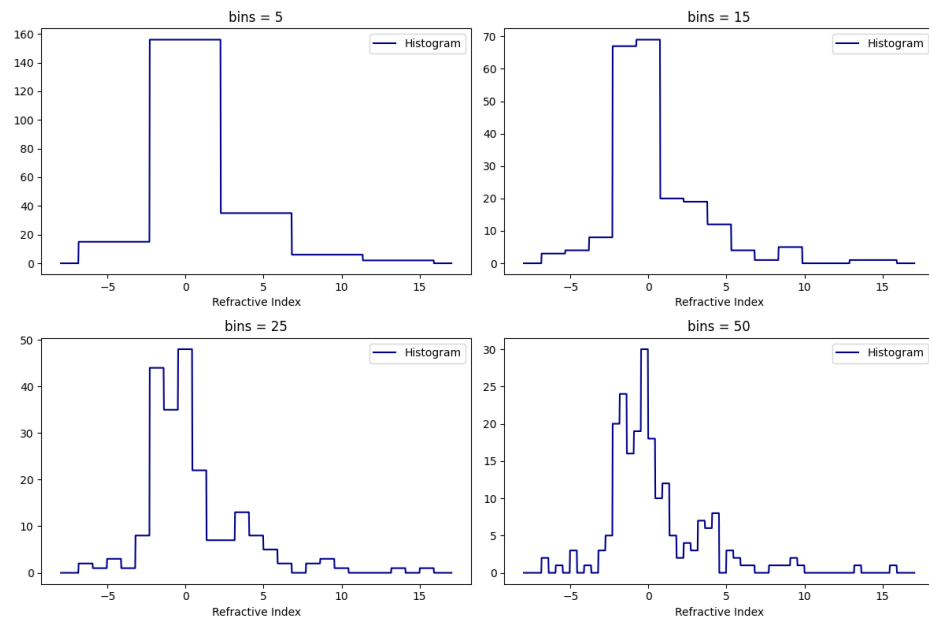 bins = 5
160
140
120
100
80
60
40
20
0
Histogram
−5 0 5 10 15
Refractive Index
bins = 15
70
60
50
40
30
20
10
0
Histogram
−5 0 5 10 15
Refractive Index
bins = 25
50
40
30
20
10
0
Histogram
−5 0 5 10 15
Refractive Index
bins = 50
30
25
20
15
10
5
0
Histogram
−5 0 5 10 15
Refractive Index